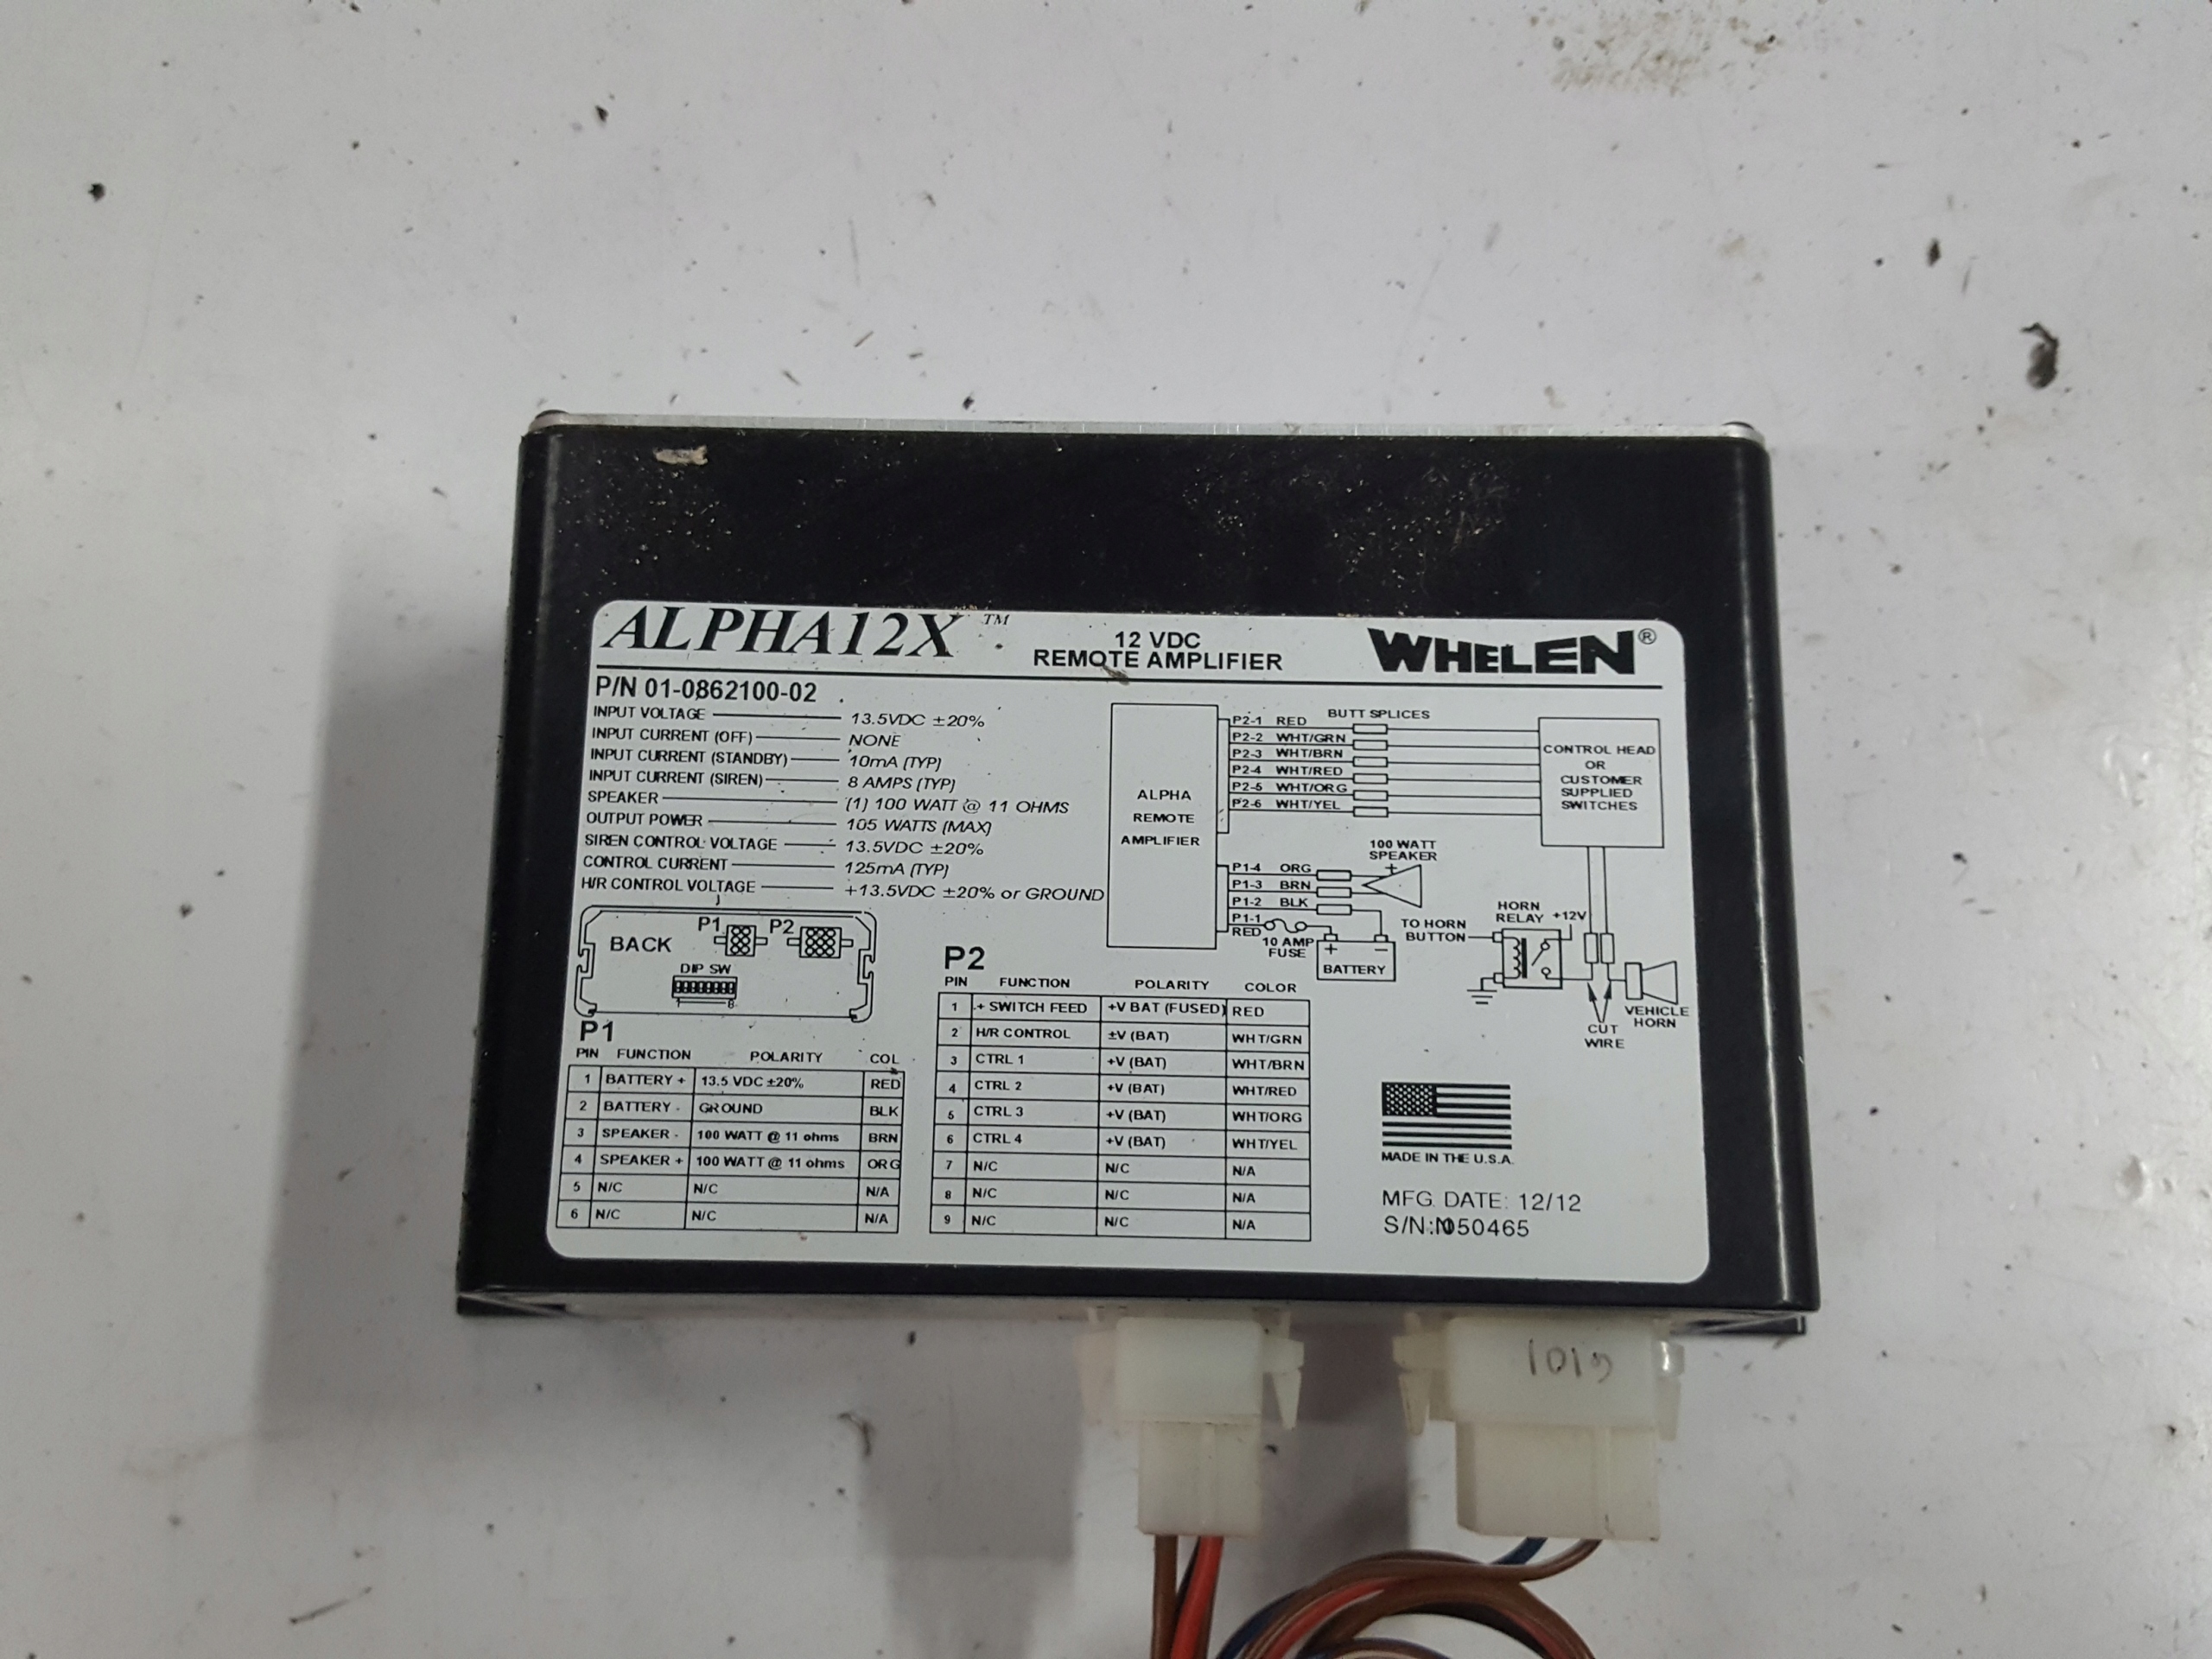 ALPHA12X ™
12 VDC
REMOTE AMPLIFIER
WHELEN®
P/N 01-0862100-02
INPUT VOLTAGE 13.5VDC ±20%
INPUT CURRENT (OFF) NONE
INPUT CURRENT (STANDBY) 10mA (TYP)
INPUT CURRENT (SIREN) 8 AMPS (TYP)
SPEAKER (1) 100 WATT @ 11 OHMS
OUTPUT POWER 105 WATTS (MAX)
SIREN CONTROL VOLTAGE 13.5VDC ±20%
CONTROL CURRENT 125mA (TYP)
H/R CONTROL VOLTAGE +13.5VDC ±20% or GROUND
BACK
P1
P2
DIP SW
1 8
ALPHA
REMOTE
AMPLIFIER
BUTT SPLICES
P2-1 RED
P2-2 WHT/GRN
P2-3 WHT/BRN
P2-4 WHT/RED
P2-5 WHT/ORG
P2-6 WHT/YEL
CONTROL HEAD
OR
CUSTOMER
SUPPLIED
SWITCHES
100 WATT
SPEAKER
+
P1-4 ORG
P1-3 BRN
P1-2 BLK
P1-1
RED
10 AMP
FUSE
+ -
BATTERY
TO HORN
BUTTON
HORN
RELAY
+12V
CUT
WIRE
VEHICLE
HORN
P1
PIN FUNCTION POLARITY COL
1 BATTERY + 13.5 VDC ±20% RED
2 BATTERY - GROUND BLK
3 SPEAKER - 100 WATT @ 11 ohms BRN
4 SPEAKER + 100 WATT @ 11 ohms ORG
5 N/C N/C N/A
6 N/C N/C N/A
P2
PIN FUNCTION POLARITY COLOR
1 + SWITCH FEED +V BAT (FUSED) RED
2 H/R CONTROL ±V (BAT) WHT/GRN
3 CTRL 1 +V (BAT) WHT/BRN
4 CTRL 2 +V (BAT) WHT/RED
5 CTRL 3 +V (BAT) WHT/ORG
6 CTRL 4 +V (BAT) WHT/YEL
7 N/C N/C N/A
8 N/C N/C N/A
9 N/C N/C N/A
MADE IN THE U.S.A.
MFG. DATE: 12/12
S/N:N050465